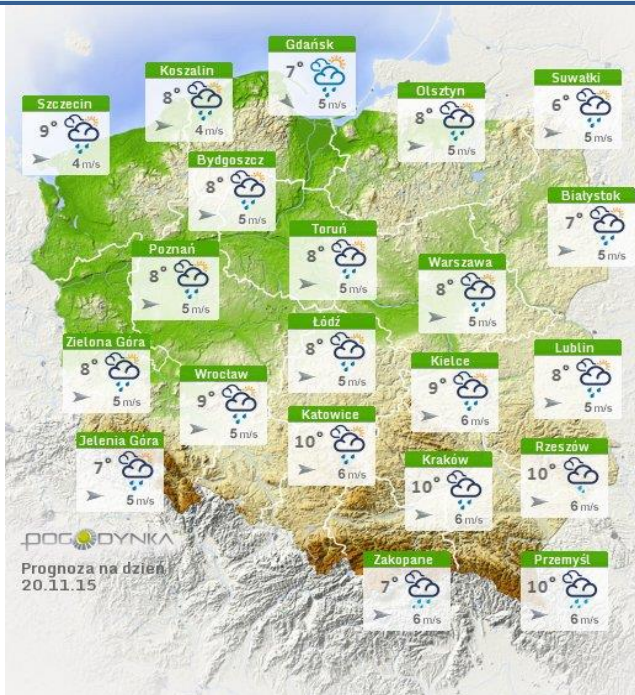 Gdańsk
7°
5 m/s
Koszalin
8°
4 m/s
Szczecin
9°
4 m/s
Olsztyn
8°
5 m/s
Suwałki
6°
5 m/s
Bydgoszcz
8°
5 m/s
Białystok
7°
5 m/s
Toruń
8°
5 m/s
Poznań
8°
5 m/s
Warszawa
8°
5 m/s
Łódź
8°
5 m/s
Zielona Góra
8°
5 m/s
Wrocław
9°
5 m/s
Kielce
9°
6 m/s
Lublin
8°
5 m/s
Katowice
10°
6 m/s
Jelenia Góra
7°
5 m/s
Kraków
10°
6 m/s
Rzeszów
10°
6 m/s
POGODYNKA
Prognoza na dzień
20.11.15
Zakopane
7°
6 m/s
Przemyśl
10°
6 m/s